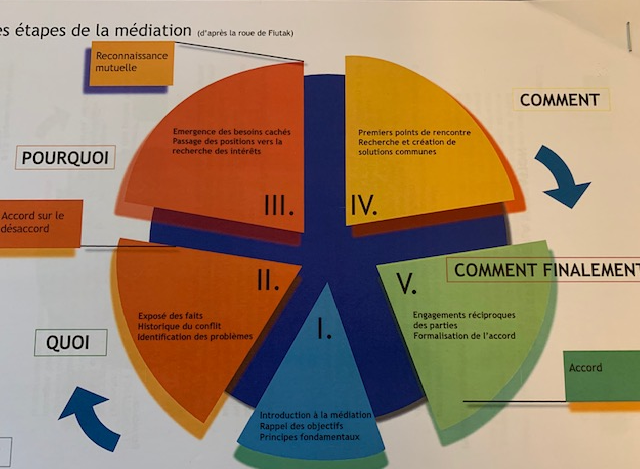 es étapes de la médiation (d'après la roue de Fiutak)
Reconnaissance
mutuelle
COMMENT
Emergence des besoins cachés
Passage des positions vers la
recherche des intérêts
Premiers points de rencontre
Recherche et création de
solutions communes
POURQUOI
III.
IV.
Accord sur le
désaccord
II.
V.
COMMENT FINALEMENT
Exposé des faits
Historique du conflit
Identification des problèmes
Engagements réciproques
des parties
Formalisation de l'accord
I.
QUOI
Accord
Introduction à la médiation
Rappel des objectifs
Principes fondamentaux